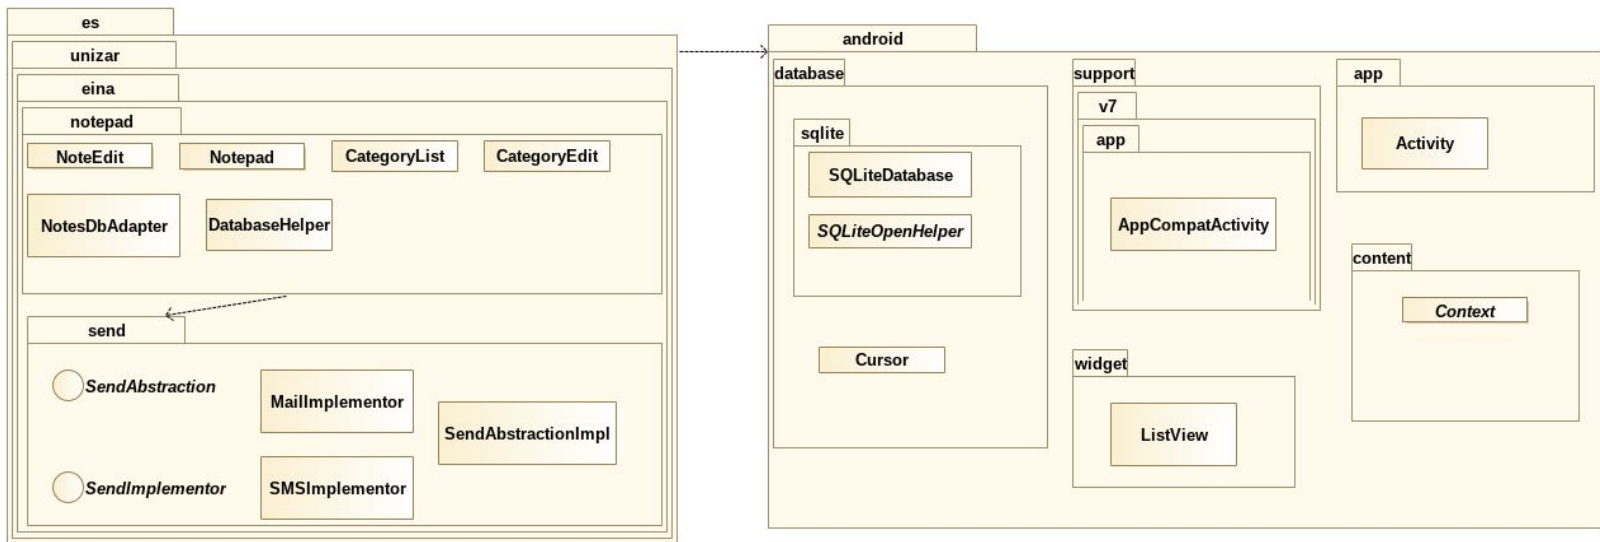 es
unizar
eina
notepad
NoteEdit
Notepad
CategoryList
CategoryEdit
NotesDbAdapter
DatabaseHelper
send
SendAbstraction
MailImplementor
SendAbstractionImpl
SendImplementor
SMSImplementor
android
database
sqlite
SQLiteDatabase
SQLiteOpenHelper
Cursor
support
v7
app
AppCompatActivity
widget
ListView
app
Activity
content
Context